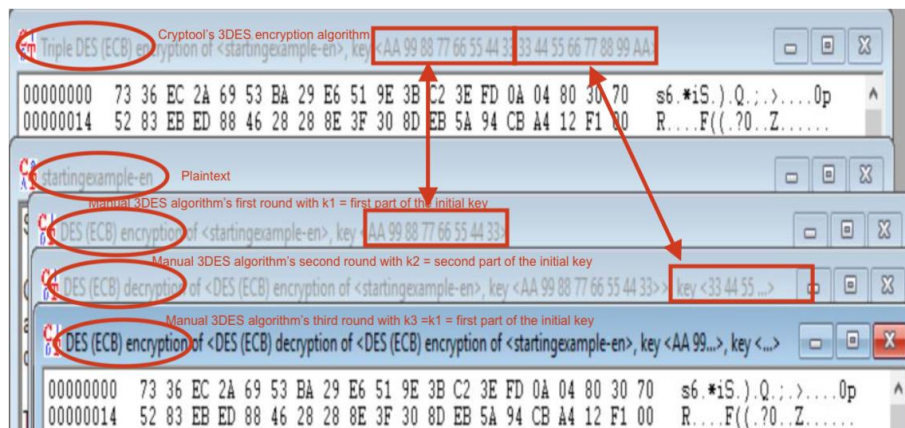 Cryptool's 3DES encryption algorithm
Triple DES (ECB) encryption of <startingexample-en>, key <AA 99 88 77 66 55 44 33 33 44 55 66 77 88 99 AA>
00000000 73 36 EC 2A 69 53 BA 29 E6 51 9E 3B C2 3E FD 0A 04 80 30 70 s6.*iS.).Q.;.>....0p
00000014 52 83 EB ED 88 46 28 28 8E 3F 30 8D EB 5A 94 CB A4 12 F1 00 R....F((.?0..Z......
startingexample-en Plaintext
Manual 3DES algorithm's first round with k1 = first part of the initial key
DES (ECB) encryption of <startingexample-en>, key <AA 99 88 77 66 55 44 33>
Manual 3DES algorithm's second round with k2 = second part of the initial key
DES (ECB) decryption of <DES (ECB) encryption of <startingexample-en>, key <AA 99 88 77 66 55 44 33>>, key <33 44 55 ...>
Manual 3DES algorithm's third round with k3 =k1 = first part of the initial key
DES (ECB) encryption of <DES (ECB) decryption of <DES (ECB) encryption of <startingexample-en>, key <AA 99...>, key <...>
00000000 73 36 EC 2A 69 53 BA 29 E6 51 9E 3B C2 3E FD 0A 04 80 30 70 s6.*iS.).Q.;.>....0p
00000014 52 83 EB ED 88 46 28 28 8E 3F 30 8D EB 5A 94 CB A4 12 F1 00 R....F((.?0..Z......